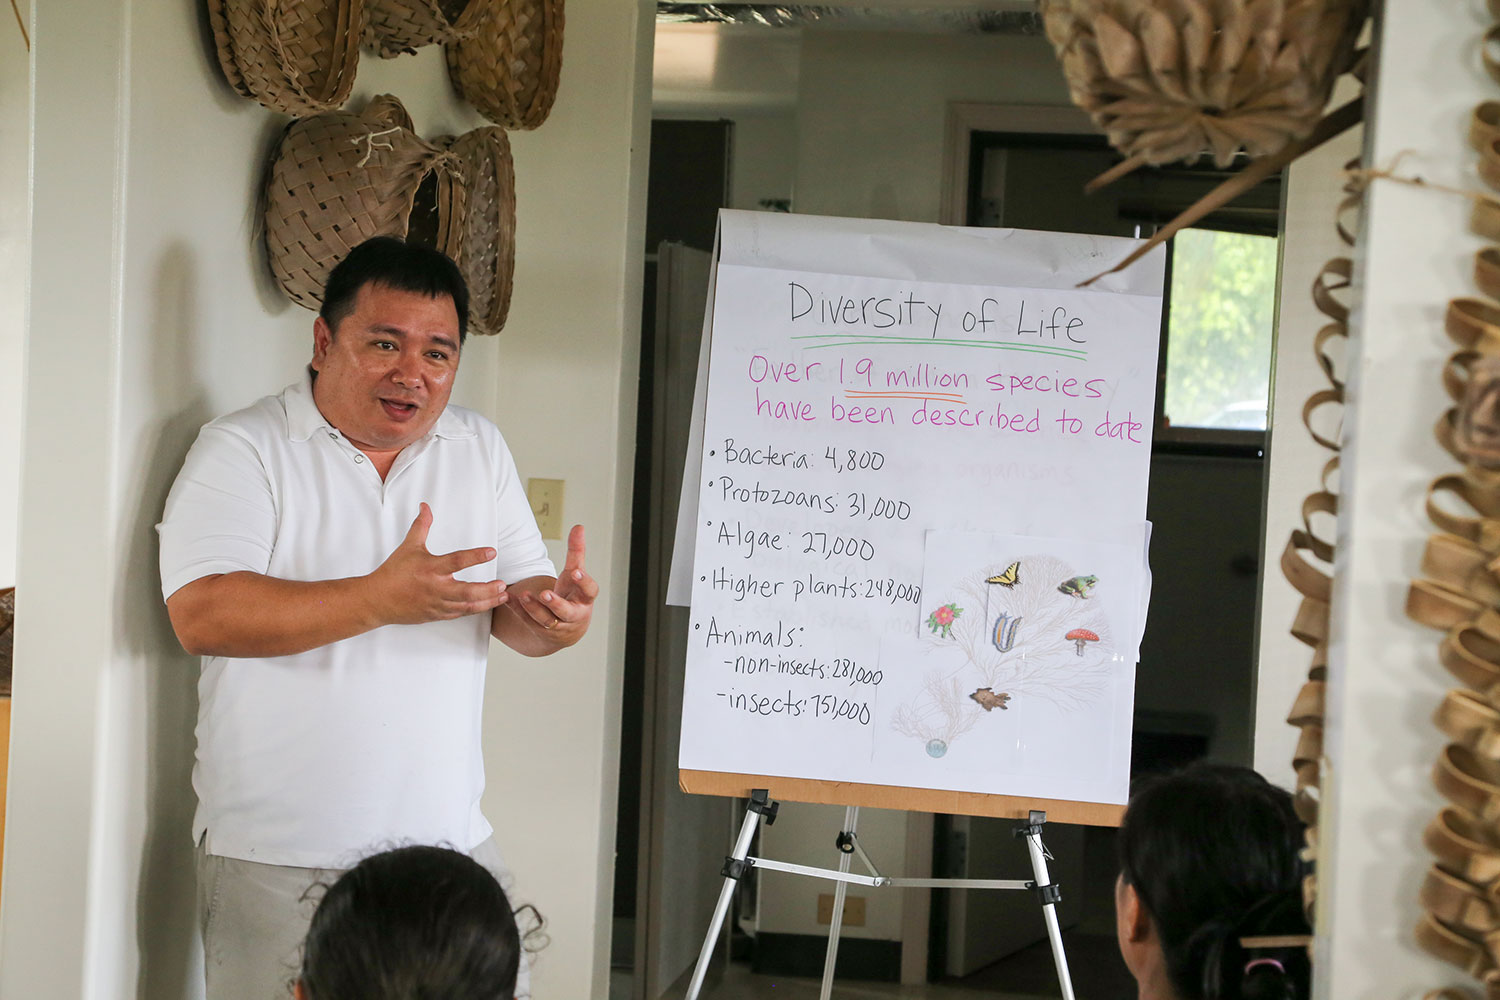 Diversity of Life
Over 1.9 million species
have been described to date
• Bacteria: 4,800
• Protozoans: 31,000
• Algae: 27,000
• Higher plants: 248,000
• Animals:
- non-insects: 281,000
- insects: 751,000
organisms